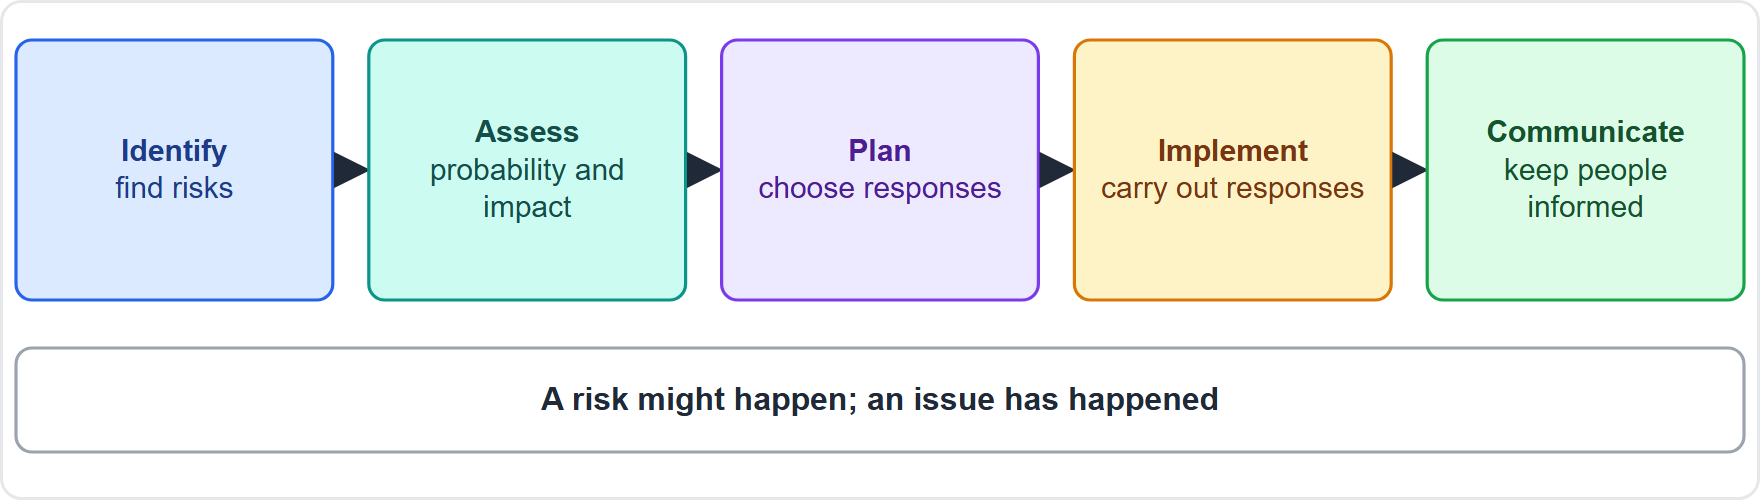 Identify
find risks
Assess
probability and
impact
Plan
choose responses
Implement
carry out responses
Communicate
keep people
informed
A risk might happen; an issue has happened